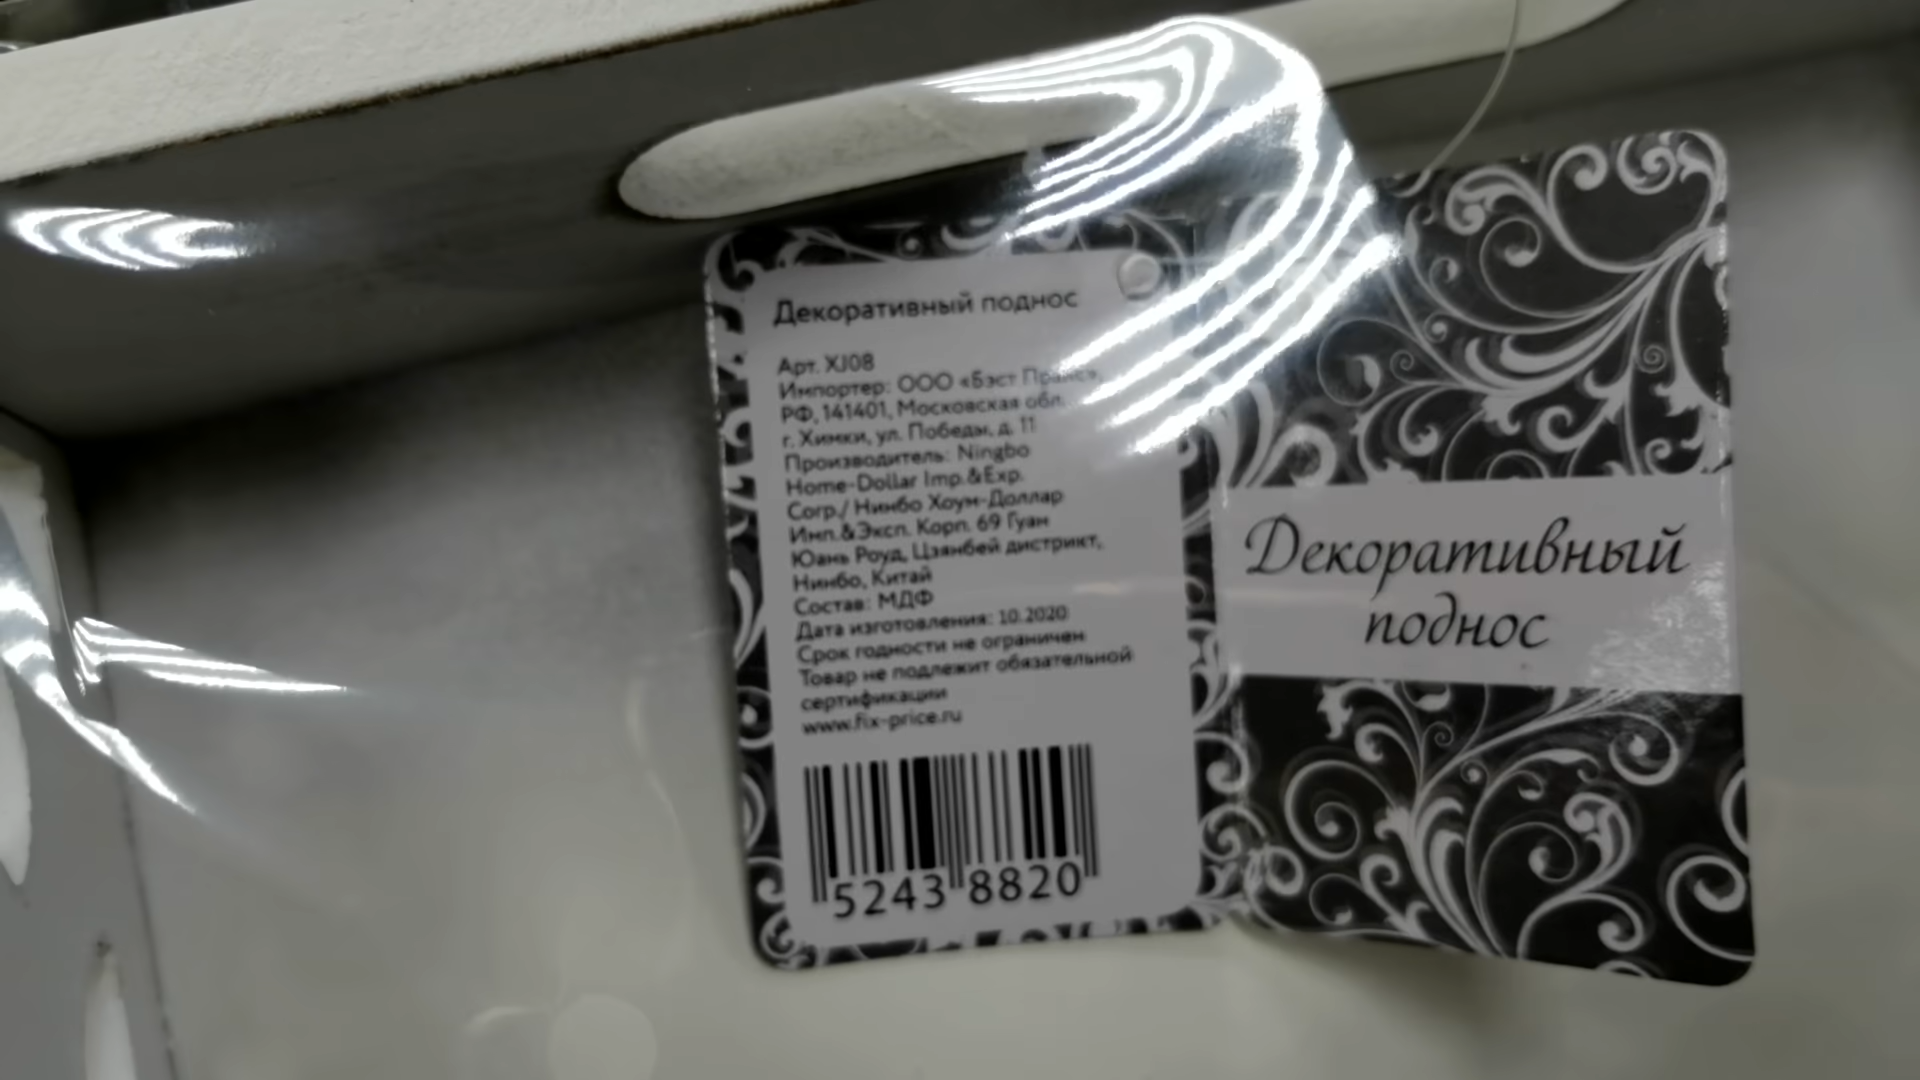 Декоративный поднос
Арт. XJ08
Импортер: ООО «Бэст Прайс»,
РФ, 141401, Московская обл.
г. Химки, ул. Победы, д. 11
Производитель: Ningbo
Home-Dollar Imp.&Exp.
Corp./ Нинбо Хоум-Доллар
Имп.&Эксп. Корп. 69 Гуан
Юань Роуд, Цзянбей дистрикт,
Нинбо, Китай
Состав: МДФ
Дата изготовления: 10.2020
Срок годности не ограничен
Товар не подлежит обязательной
сертификации
www.fix-price.ru
5243 8820
Декоративный
поднос